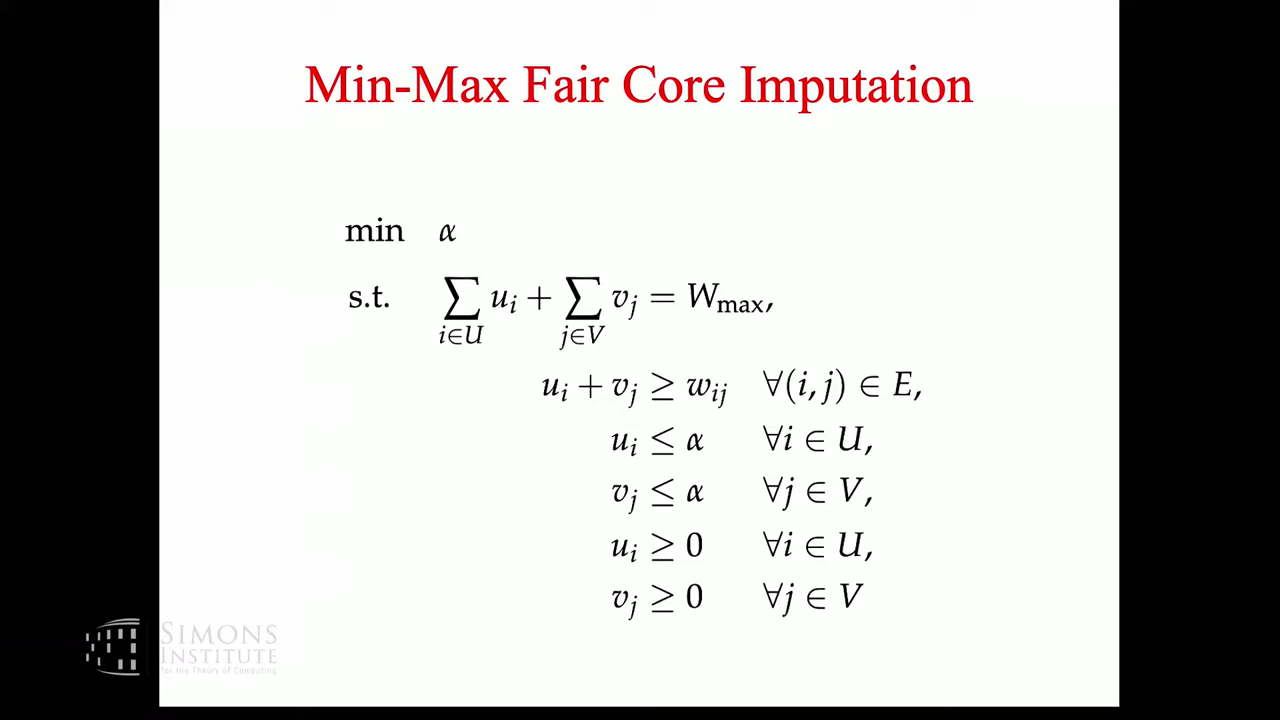 Min-Max Fair Core Imputation
min α
s.t. ∑_{i∈U} u_i + ∑_{j∈V} v_j = W_max,
u_i + v_j ≥ w_ij ∀(i, j) ∈ E,
u_i ≤ α ∀i ∈ U,
v_j ≤ α ∀j ∈ V,
u_i ≥ 0 ∀i ∈ U,
v_j ≥ 0 ∀j ∈ V
SIMONS
INSTITUTE
for the Theory of Computing